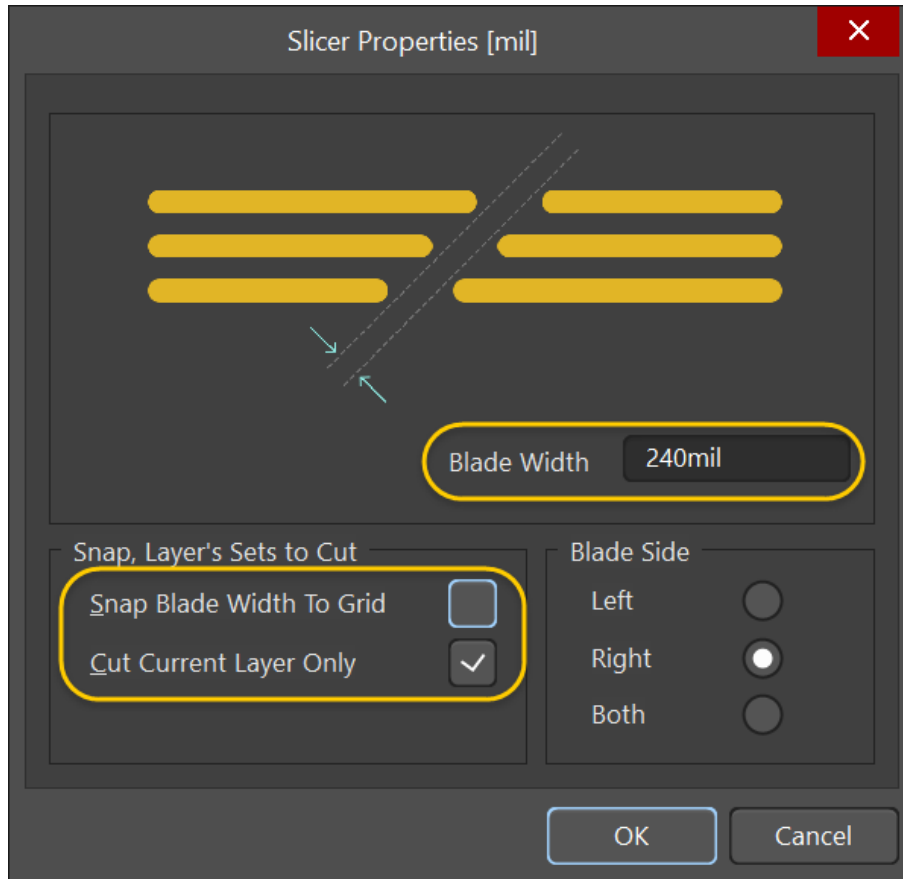 Slicer Properties [mil]
Blade Width 240mil
Snap, Layer's Sets to Cut
Snap Blade Width To Grid
Cut Current Layer Only
Blade Side
Left
Right
Both
OK Cancel